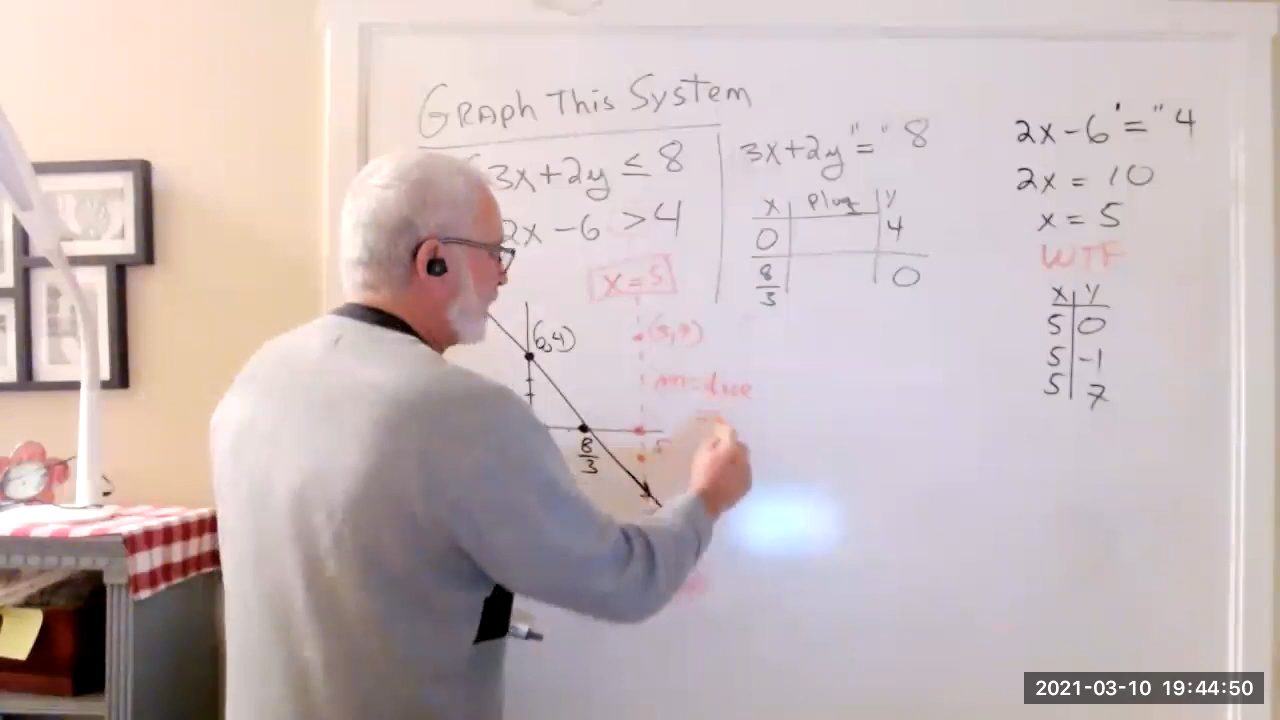 GRAPH This System
3x+2y ≤ 8
2x - 6 > 4
x = 5
(0,4)
8/3
3x+2y "=" 8
x plug y
0 4
8/3 0
2x - 6 "=" 4
2x = 10
x = 5
WTF
x y
5 0
5 -1
5 7
2021-03-10 19:44:50